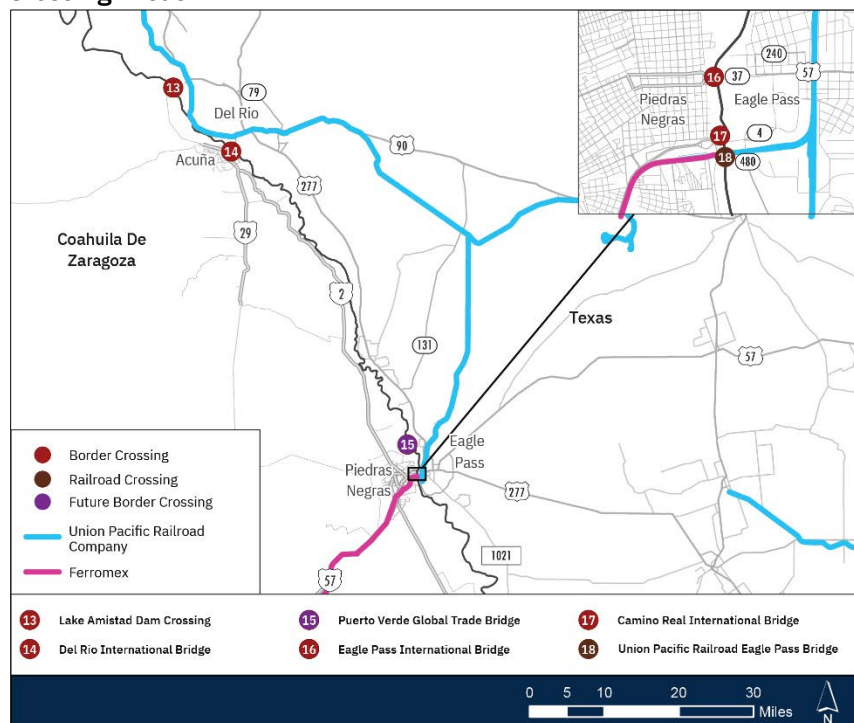 13
79
Del Rio
14
Acuña
90
277
Coahuila De
Zaragoza
29
2
131
Texas
57
15
Eagle
Pass
Piedras
Negras
277
1021
57
240
16
37
57
Piedras
Negras
Eagle Pass
17
4
18
480
Border Crossing
Railroad Crossing
Future Border Crossing
Union Pacific Railroad
Company
Ferromex
13 Lake Amistad Dam Crossing
15 Puerto Verde Global Trade Bridge
17 Camino Real International Bridge
14 Del Rio International Bridge
16 Eagle Pass International Bridge
18 Union Pacific Railroad Eagle Pass Bridge
0 5 10 20 30
Miles
N